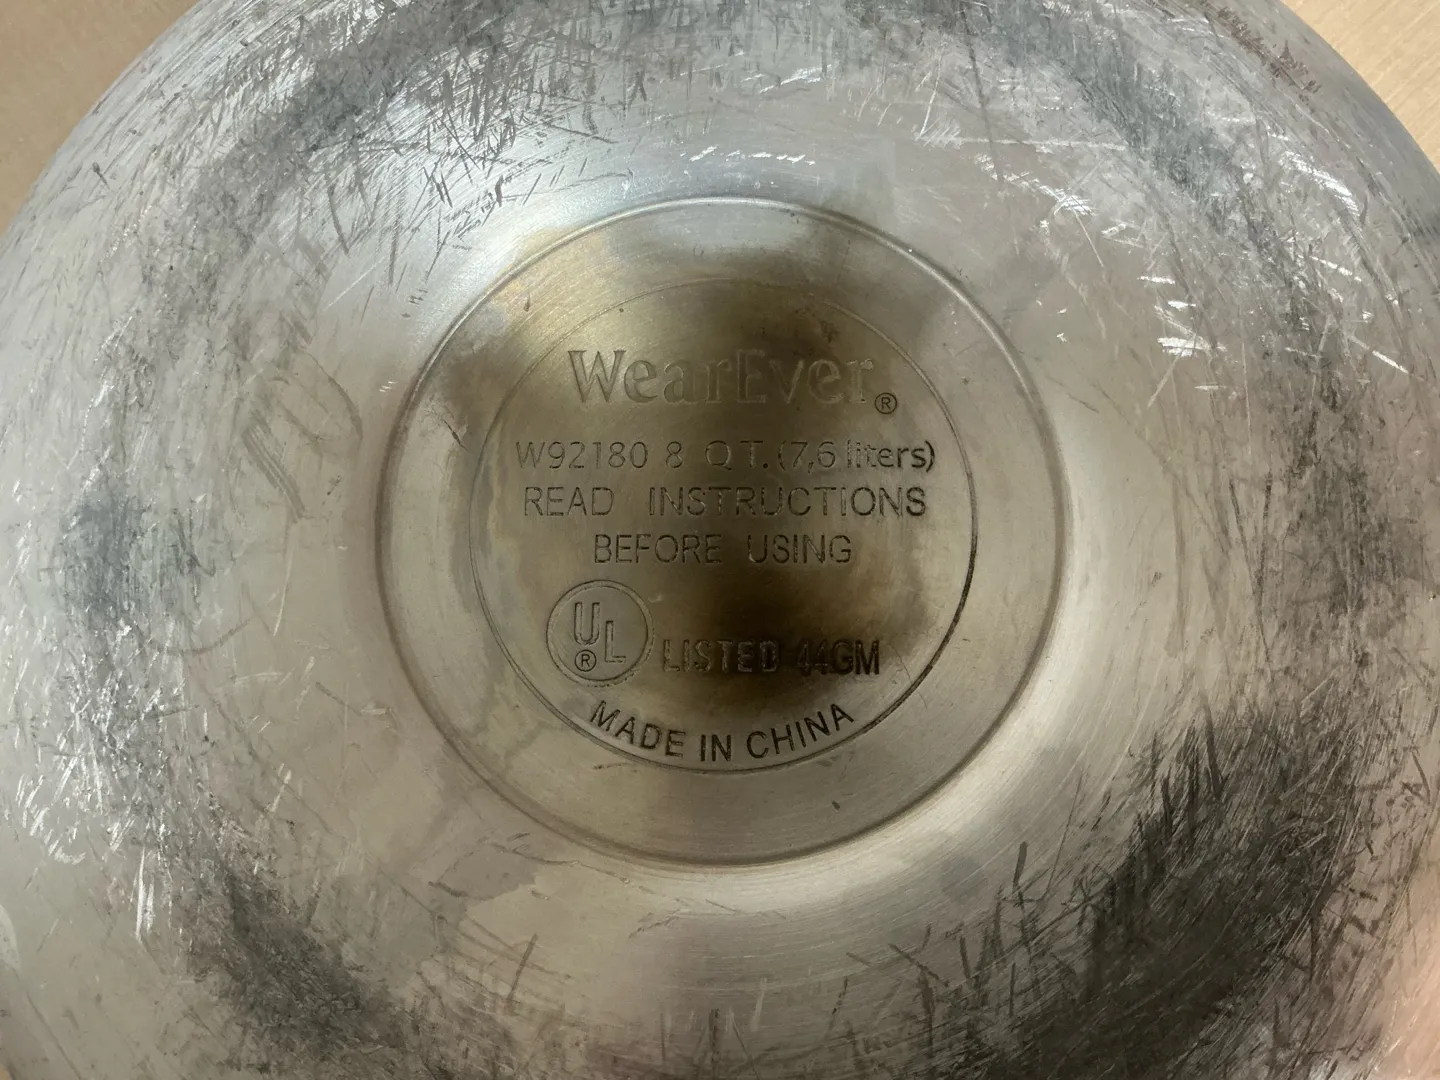 WearEver®
W92180 8 QT. (7,6 liters)
READ INSTRUCTIONS
BEFORE USING
UL® LISTED 44GM
MADE IN CHINA